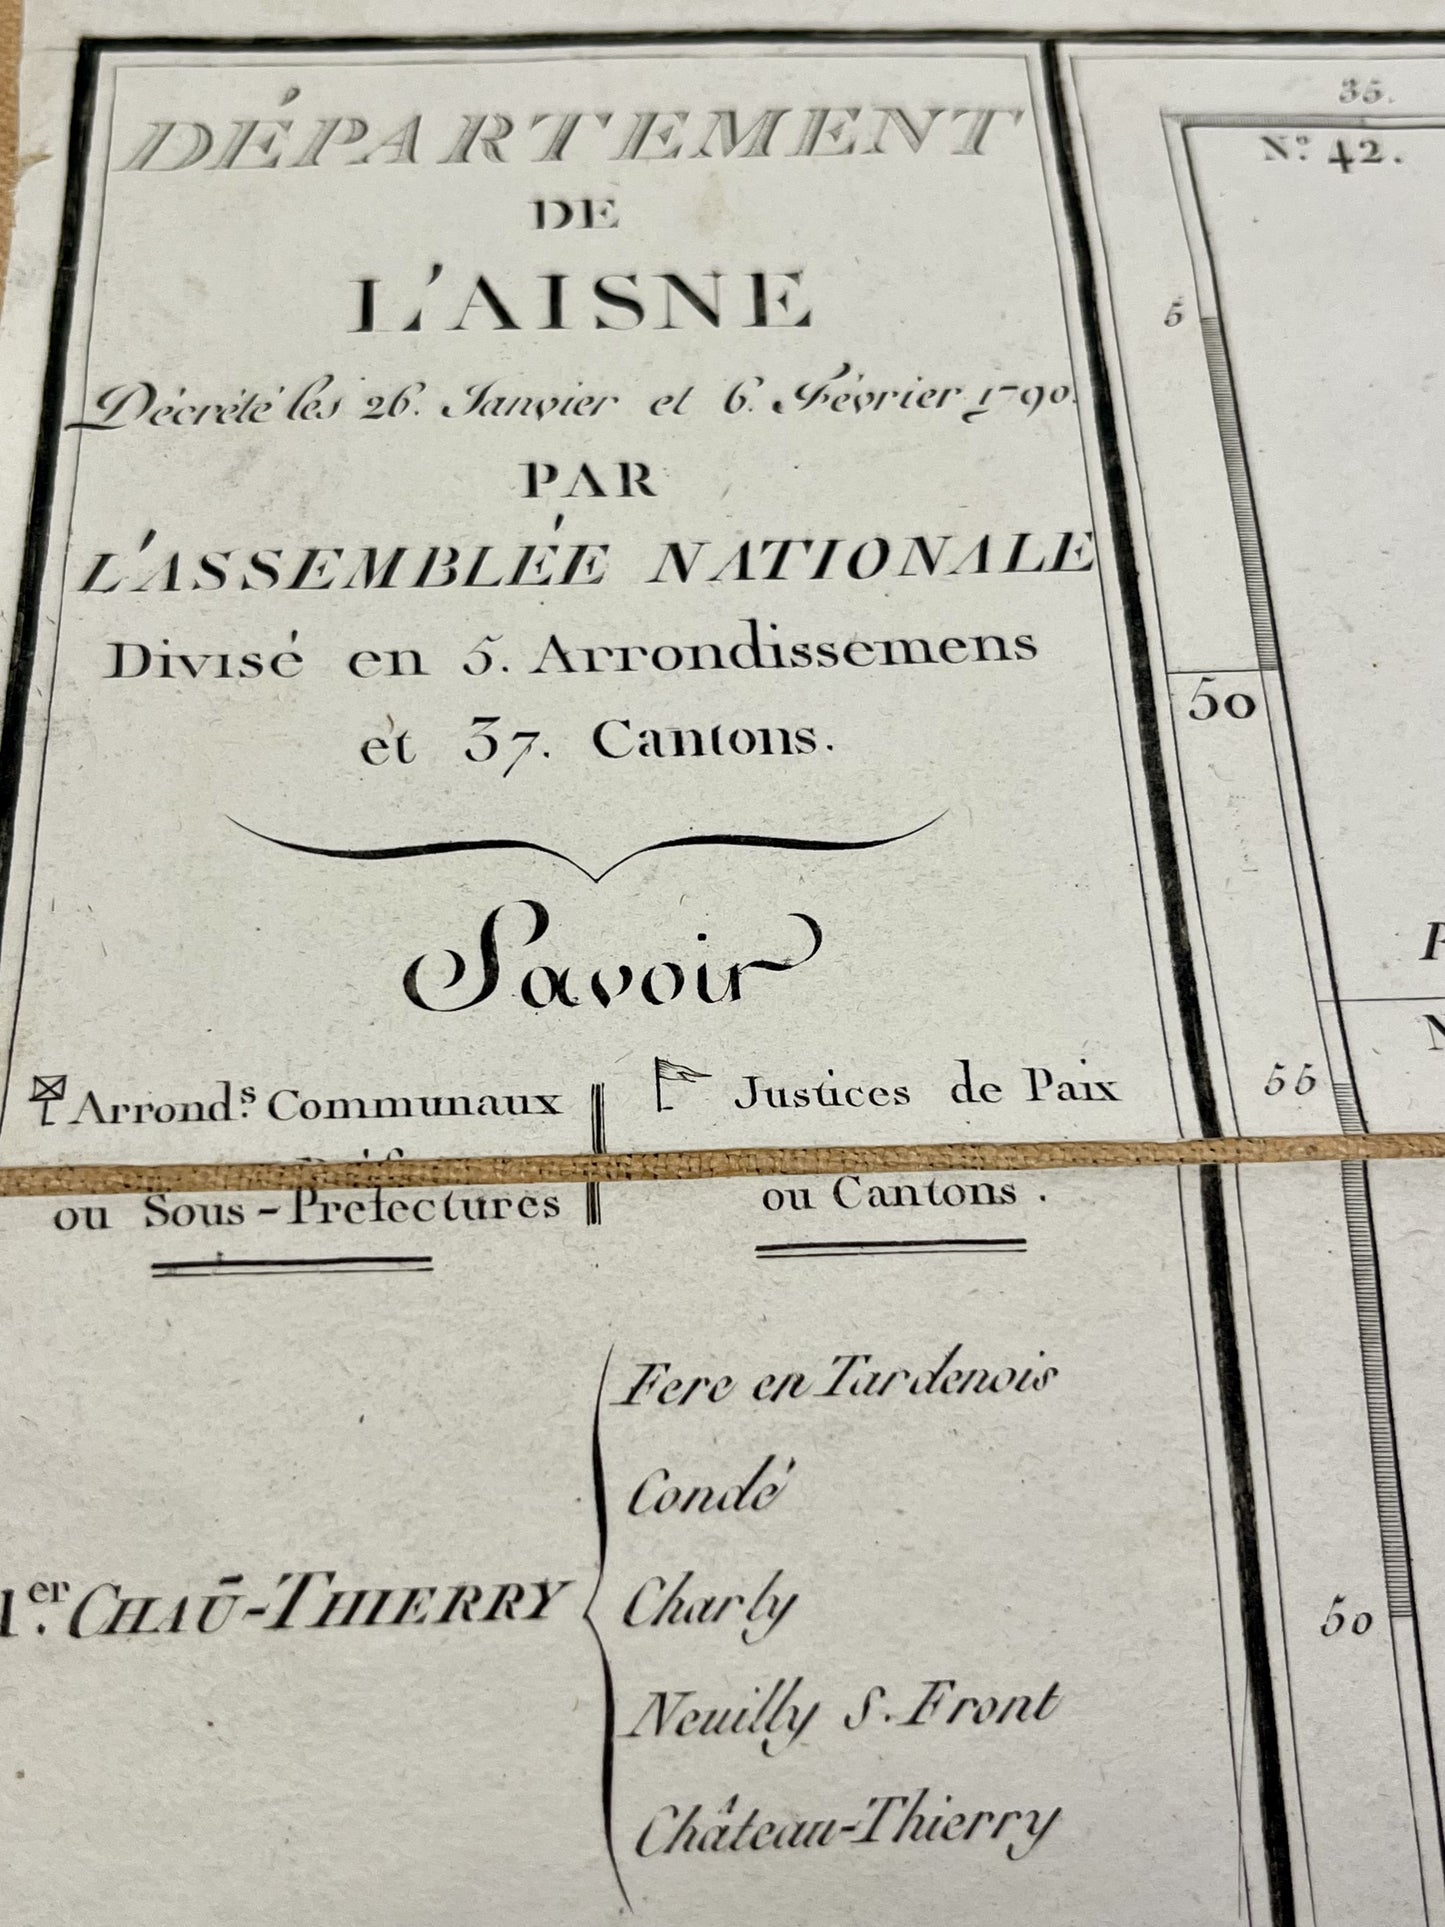 DÉPARTEMENT
DE
L'AISNE
Décrété les 26. Janvier et 6. Février 1790.
PAR
L'ASSEMBLÉE NATIONALE
Divisé en 5. Arrondissemens
et 37. Cantons.
Savoir
Arrond.s Communaux
ou Sous-Prefectures
Justices de Paix
ou Cantons.
1.er CHAŪ-THIERRY
Fere en Tardenois
Condé
Charly
Neuilly S. Front
Château-Thierry
35.
N.o 42.
5
50
55
50